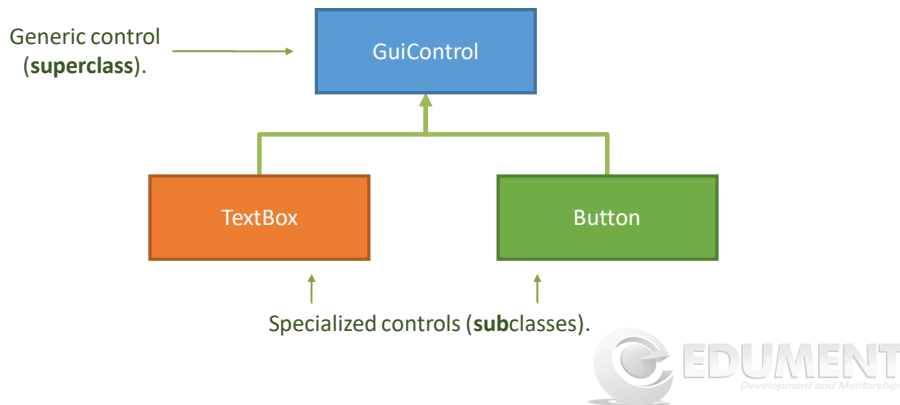 Generic control
(superclass).
GuiControl
TextBox
Button
Specialized controls (subclasses).
EDUMENT
Development and Mentorship